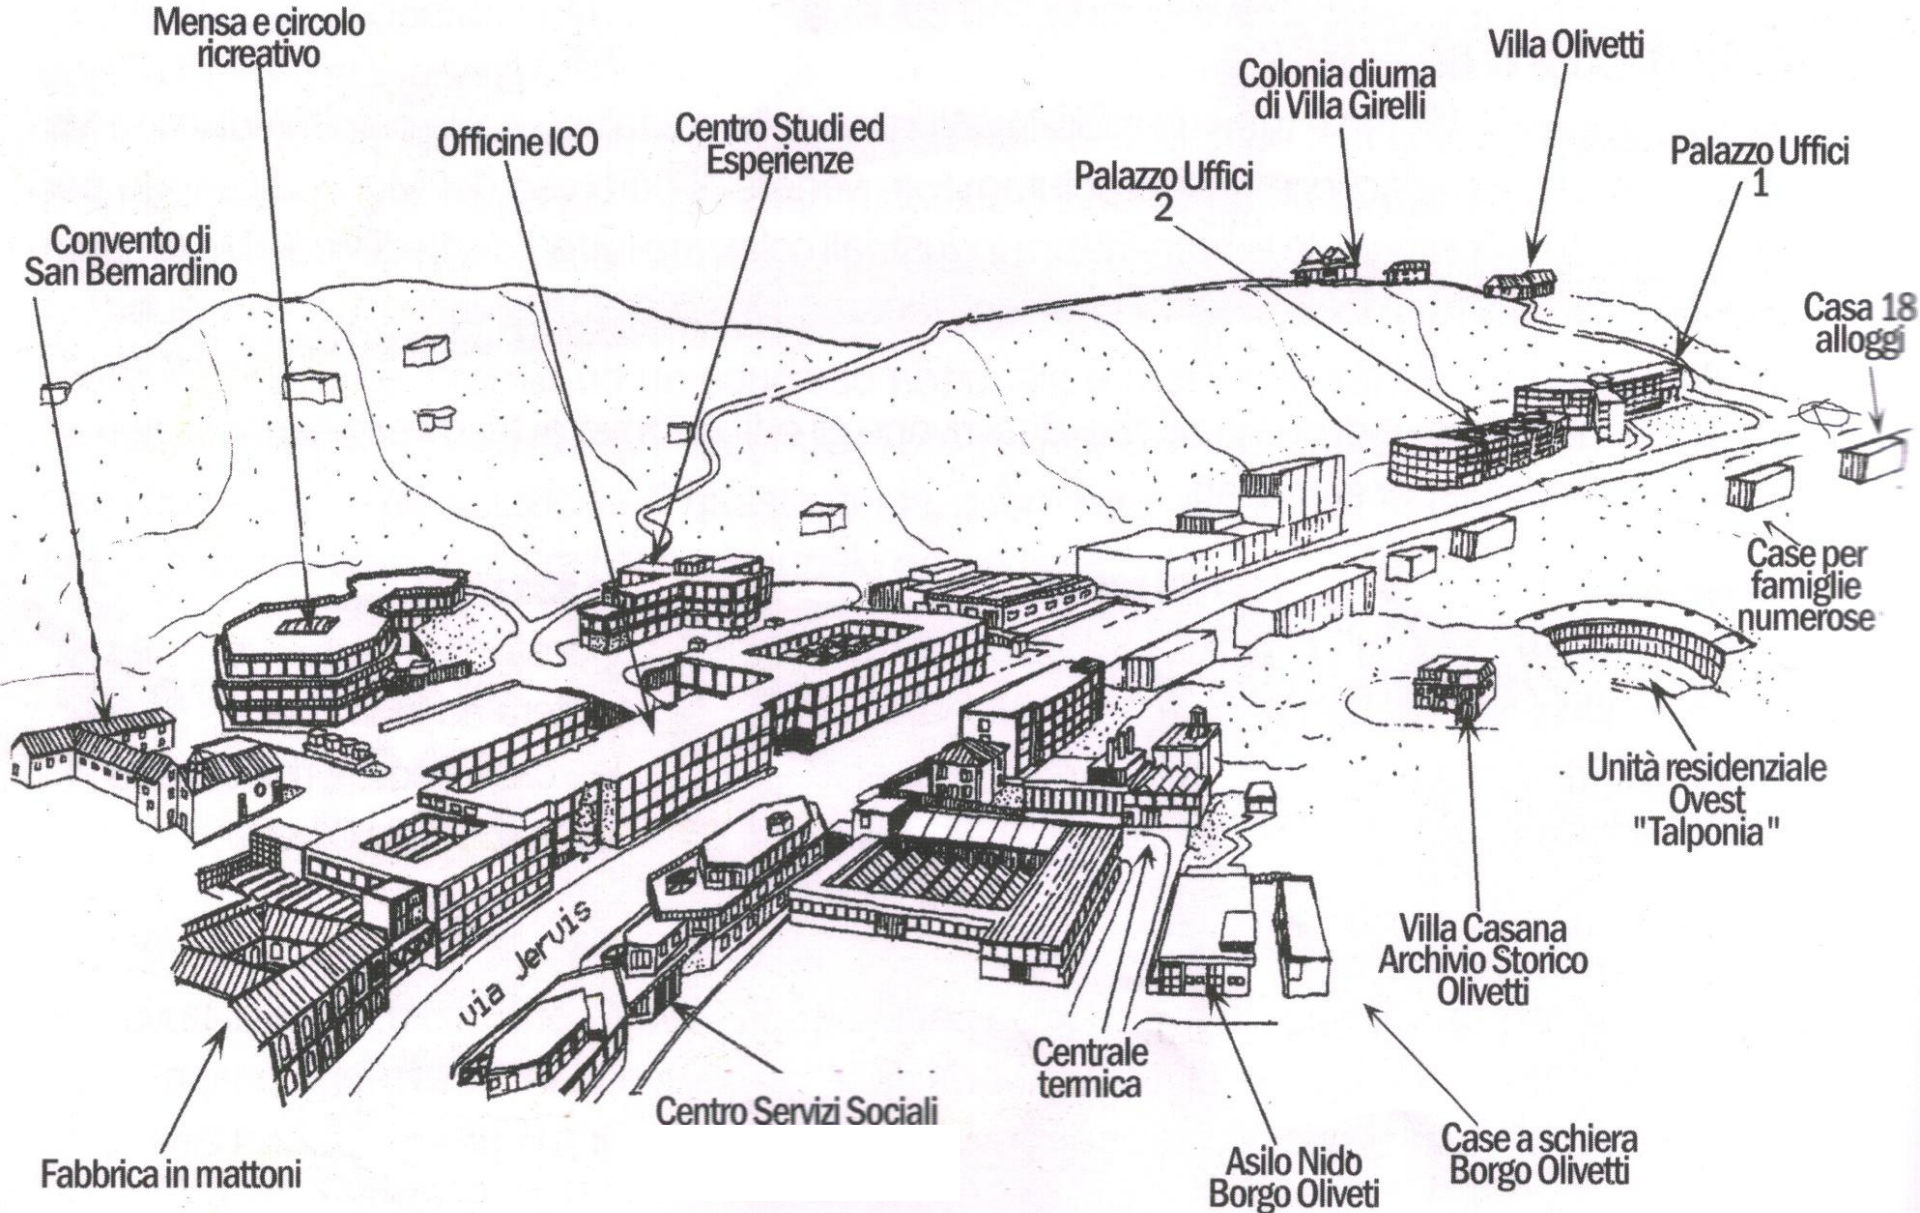 Mensa e circolo
ricreativo
Officine ICO
Centro Studi ed
Esperienze
Convento di
San Bernardino
Colonia diurna
di Villa Girelli
Villa Olivetti
Palazzo Uffici
2
Palazzo Uffici
1
Casa 18
alloggi
Case per
famiglie
numerose
Unità residenziale
Ovest
"Talponia"
Villa Casana
Archivio Storico
Olivetti
via Jervis
Centrale
termica
Centro Servizi Sociali
Fabbrica in mattoni
Asilo Nido
Borgo Oliveti
Case a schiera
Borgo Olivetti